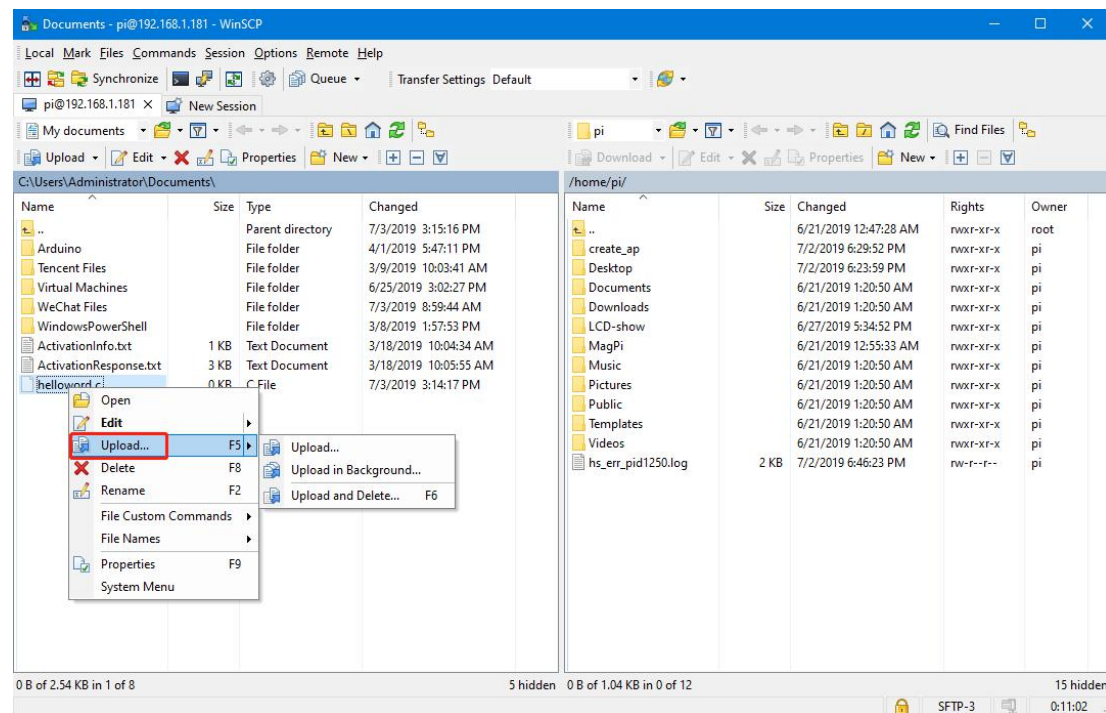 Documents - pi@192.168.1.181 - WinSCP
Local Mark Files Commands Session Options Remote Help
Synchronize Queue Transfer Settings Default
pi@192.168.1.181 New Session
My documents
Upload Edit Properties New
C:\Users\Administrator\Documents\
Name Size Type Changed
.. Parent directory 7/3/2019 3:15:16 PM
Arduino File folder 4/1/2019 5:47:11 PM
Tencent Files File folder 3/9/2019 10:03:41 AM
Virtual Machines File folder 6/25/2019 3:02:27 PM
WeChat Files File folder 7/3/2019 8:59:44 AM
WindowsPowerShell File folder 3/8/2019 1:57:53 PM
ActivationInfo.txt 1 KB Text Document 3/18/2019 10:04:34 AM
ActivationResponse.txt 3 KB Text Document 3/18/2019 10:05:55 AM
helloword.c 0 KB C File 7/3/2019 3:14:17 PM
Open
Edit
Upload... F5
Delete F8
Rename F2
File Custom Commands
File Names
Properties F9
System Menu
Upload...
Upload in Background...
Upload and Delete... F6
0 B of 2.54 KB in 1 of 8 5 hidden
pi Find Files
Download Edit Properties New
/home/pi/
Name Size Changed Rights Owner
.. 6/21/2019 12:47:28 AM rwxr-xr-x root
create_ap 7/2/2019 6:29:52 PM rwxr-xr-x pi
Desktop 7/2/2019 6:23:59 PM rwxr-xr-x pi
Documents 6/21/2019 1:20:50 AM rwxr-xr-x pi
Downloads 6/21/2019 1:20:50 AM rwxr-xr-x pi
LCD-show 6/27/2019 5:34:52 PM rwxr-xr-x pi
MagPi 6/21/2019 12:55:33 AM rwxr-xr-x pi
Music 6/21/2019 1:20:50 AM rwxr-xr-x pi
Pictures 6/21/2019 1:20:50 AM rwxr-xr-x pi
Public 6/21/2019 1:20:50 AM rwxr-xr-x pi
Templates 6/21/2019 1:20:50 AM rwxr-xr-x pi
Videos 6/21/2019 1:20:50 AM rwxr-xr-x pi
hs_err_pid1250.log 2 KB 7/2/2019 6:46:23 PM rw-r--r-- pi
0 B of 1.04 KB in 0 of 12 15 hidden
SFTP-3 0:11:02